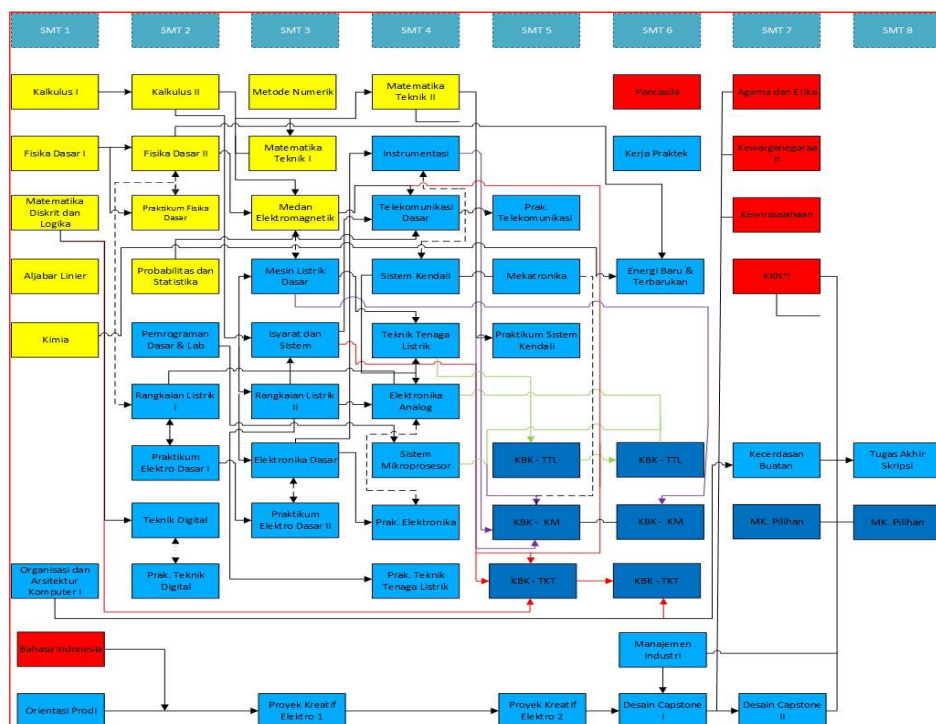 SMT 1
SMT 2
SMT 3
SMT 4
SMT 5
SMT 6
SMT 7
SMT 8
Kalkulus I
Kalkulus II
Metode Numerik
Matematika
Teknik II
Pancasila
Agama dan Etika
Fisika Dasar I
Fisika Dasar II
Matematika
Teknik I
Instrumentasi
Kerja Praktek
Kewarganegaraa
n
Matematika
Diskrit dan
Logika
Praktikum Fisika
Dasar
Medan
Elektromagnetik
Telekomunikasi
Dasar
Prak.
Telekomunikasi
Kewirausahaan
Aljabar Linier
Probabilitas dan
Statistika
Mesin Listrik
Dasar
Sistem Kendali
Mekatronika
Energi Baru &
Terbarukan
KKN*)
Kimia
Pemrograman
Dasar & Lab
Isyarat dan
SIstem
Teknik Tenaga
Listrik
Praktikum Sistem
Kendali
Rangkaian Listrik
I
Rangkaian Listrik
II
Elektronika
Analog
Praktikum
Elektro Dasar I
Elektronika Dasar
Sistem
Mikroprosesor
KBK - TTL
KBK - TTL
Kecerdasan
Buatan
Tugas Akhir
Skripsi
Teknik Digital
Praktikum
Elektro Dasar II
Prak. Elektronika
KBK - KM
KBK - KM
MK. Pilihan
MK. Pilihan
Organisasi dan
Arsitektur
Komputer I
Prak. Teknik
Digital
Prak. Teknik
Tenaga Listrik
KBK - TKT
KBK - TKT
Bahasa Indonesia
Manajemen
Industri
Orientasi Prodi
Proyek Kreatif
Elektro 1
Proyek Kreatif
Elektro 2
Desain Capstone
I
Desain Capstone
II